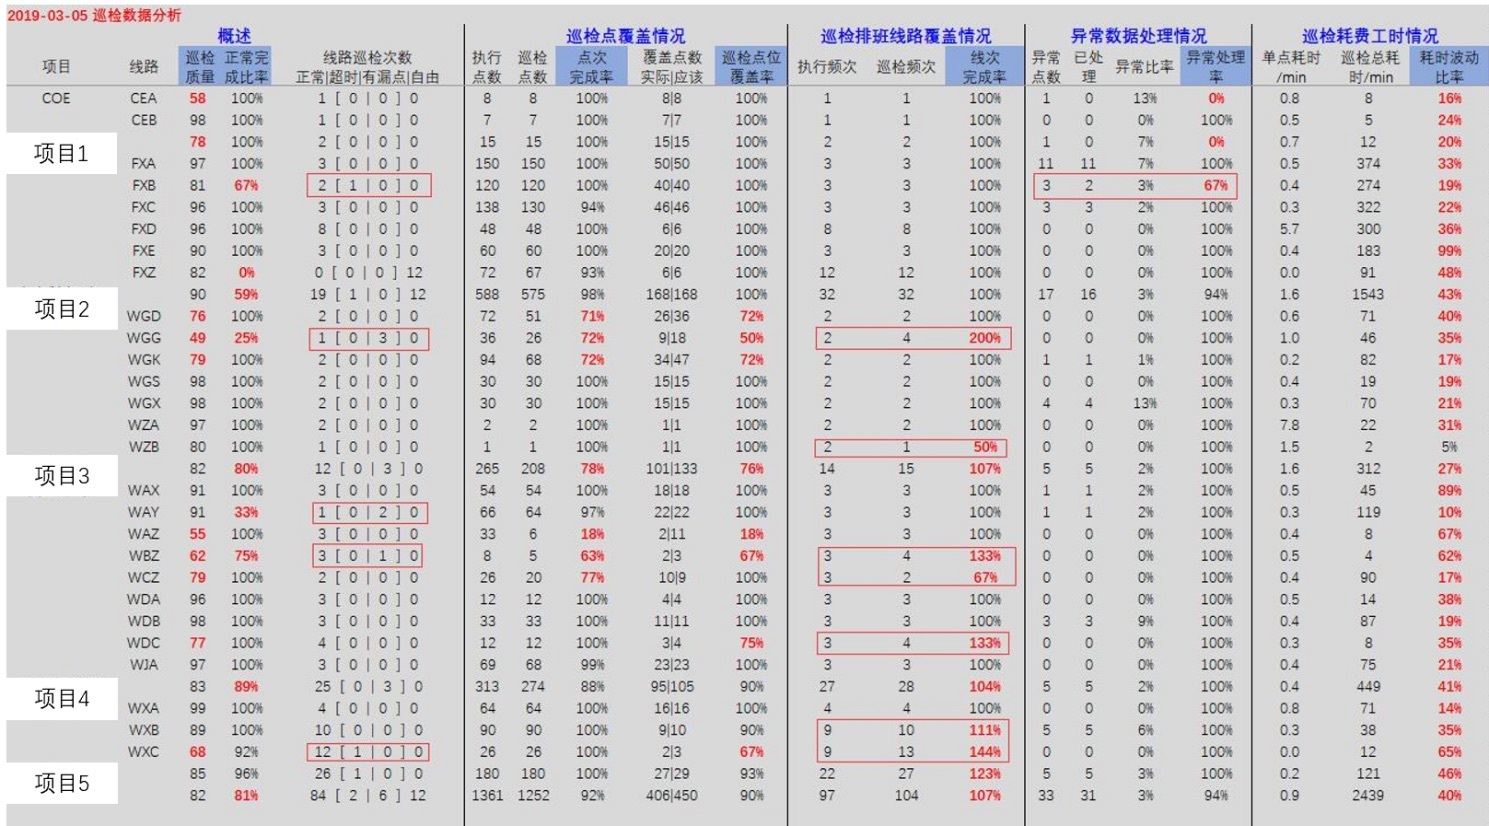 2019-03-05 巡检数据分析
概述 巡检点覆盖情况 巡检排班线路覆盖情况 异常数据处理情况 巡检耗费工时情况
项目 线路 巡检质量 正常完成比率 线路巡检次数 正常|超时|有漏点|自由 执行点数 巡检点数 点次完成率 覆盖点数 实际|应该 巡检点位覆盖率 执行频次 巡检频次 线次完成率 异常点数 已处理 异常比率 异常处理率 单点耗时/min 巡检总耗时/min 耗时波动比率
COE CEA 58 100% 1 [ 0 | 0 ] 0 8 8 100% 8|8 100% 1 1 100% 1 0 13% 0% 0.8 8 16%
CEB 98 100% 1 [ 0 | 0 ] 0 7 7 100% 7|7 100% 1 1 100% 0 0 0% 100% 0.5 5 24%
项目1 78 100% 2 [ 0 | 0 ] 0 15 15 100% 15|15 100% 2 2 100% 1 0 7% 0% 0.7 12 20%
FXA 97 100% 3 [ 0 | 0 ] 0 150 150 100% 50|50 100% 3 3 100% 11 11 7% 100% 0.5 374 33%
FXB 81 67% 2 [ 1 | 0 ] 0 120 120 100% 40|40 100% 3 3 100% 3 2 3% 67% 0.4 274 19%
FXC 96 100% 3 [ 0 | 0 ] 0 138 130 94% 46|46 100% 3 3 100% 3 3 2% 100% 0.3 322 22%
FXD 96 100% 8 [ 0 | 0 ] 0 48 48 100% 6|6 100% 8 8 100% 0 0 0% 100% 5.7 300 36%
FXE 90 100% 3 [ 0 | 0 ] 0 60 60 100% 20|20 100% 3 3 100% 0 0 0% 100% 0.4 183 99%
FXZ 82 0% 0 [ 0 | 0 ] 12 72 67 93% 6|6 100% 12 12 100% 0 0 0% 100% 0.0 91 48%
项目2 90 59% 19 [ 1 | 0 ] 12 588 575 98% 168|168 100% 32 32 100% 17 16 3% 94% 1.6 1543 43%
WGD 76 100% 2 [ 0 | 0 ] 0 72 51 71% 26|36 72% 2 2 100% 0 0 0% 100% 0.6 71 40%
WGG 49 25% 1 [ 0 | 3 ] 0 36 26 72% 9|18 50% 2 4 200% 0 0 0% 100% 1.0 46 35%
WGK 79 100% 2 [ 0 | 0 ] 0 94 68 72% 34|47 72% 2 2 100% 1 1 1% 100% 0.2 82 17%
WGS 98 100% 2 [ 0 | 0 ] 0 30 30 100% 15|15 100% 2 2 100% 0 0 0% 100% 0.4 19 19%
WGX 98 100% 2 [ 0 | 0 ] 0 30 30 100% 15|15 100% 2 2 100% 4 4 13% 100% 0.3 70 21%
WZA 97 100% 2 [ 0 | 0 ] 0 2 2 100% 1|1 100% 2 2 100% 0 0 0% 100% 7.8 22 31%
WZB 80 100% 1 [ 0 | 0 ] 0 1 1 100% 1|1 100% 2 1 50% 0 0 0% 100% 1.5 2 5%
项目3 82 80% 12 [ 0 | 3 ] 0 265 208 78% 101|133 76% 14 15 107% 5 5 2% 100% 1.6 312 27%
WAX 91 100% 3 [ 0 | 0 ] 0 54 54 100% 18|18 100% 3 3 100% 1 1 2% 100% 0.5 45 89%
WAY 91 33% 1 [ 0 | 2 ] 0 66 64 97% 22|22 100% 3 3 100% 1 1 2% 100% 0.3 119 10%
WAZ 55 100% 3 [ 0 | 0 ] 0 33 6 18% 2|11 18% 3 3 100% 0 0 0% 100% 0.4 8 67%
WBZ 62 75% 3 [ 0 | 1 ] 0 8 5 63% 2|3 67% 3 4 133% 0 0 0% 100% 0.5 4 62%
WCZ 79 100% 2 [ 0 | 0 ] 0 26 20 77% 10|9 100% 3 2 67% 0 0 0% 100% 0.4 90 17%
WDA 96 100% 3 [ 0 | 0 ] 0 12 12 100% 4|4 100% 3 3 100% 0 0 0% 100% 0.5 14 38%
WDB 98 100% 3 [ 0 | 0 ] 0 33 33 100% 11|11 100% 3 3 100% 3 3 9% 100% 0.4 87 19%
WDC 77 100% 4 [ 0 | 0 ] 0 12 12 100% 3|4 75% 3 4 133% 0 0 0% 100% 0.3 8 35%
WJA 97 100% 3 [ 0 | 0 ] 0 69 68 99% 23|23 100% 3 3 100% 0 0 0% 100% 0.4 75 21%
项目4 83 89% 25 [ 0 | 3 ] 0 313 274 88% 95|105 90% 27 28 104% 5 5 2% 100% 0.4 449 41%
WXA 99 100% 4 [ 0 | 0 ] 0 64 64 100% 16|16 100% 4 4 100% 0 0 0% 100% 0.8 71 14%
WXB 89 100% 10 [ 0 | 0 ] 0 90 90 100% 9|10 90% 9 10 111% 5 5 6% 100% 0.3 38 35%
WXC 68 92% 12 [ 1 | 0 ] 0 26 26 100% 2|3 67% 9 13 144% 0 0 0% 100% 0.0 12 65%
项目5 85 96% 26 [ 1 | 0 ] 0 180 180 100% 27|29 93% 22 27 123% 5 5 3% 100% 0.2 121 46%
82 81% 84 [ 2 | 6 ] 12 1361 1252 92% 406|450 90% 97 104 107% 33 31 3% 94% 0.9 2439 40%